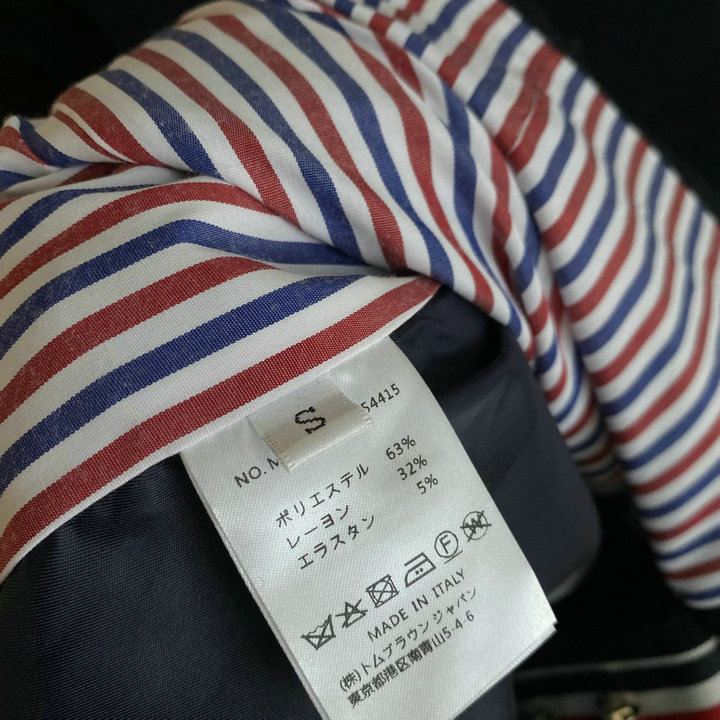 S
54415
NO.M
ポリエステル 63%
レーヨン 32%
エラスタン 5%
MADE IN ITALY
(株)トムブラウン ジャパン
東京都港区南青山5-4-6